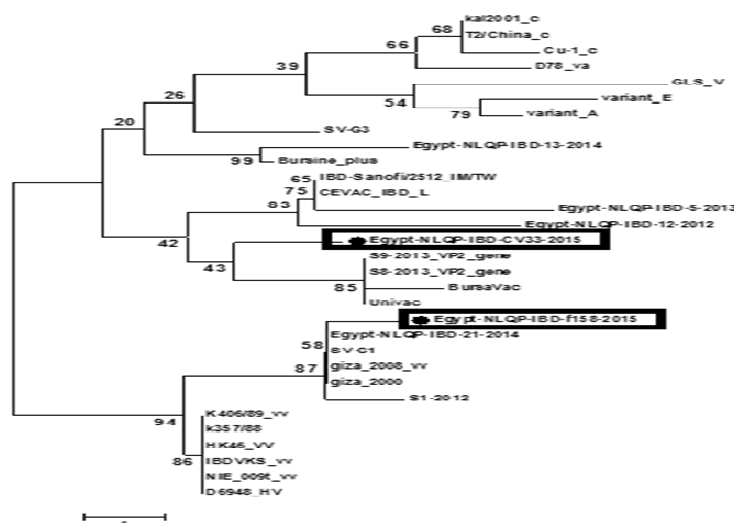 kal2001_c
68
T2/China_c
66
Cu-1_c
D78_va
39
GLS_V
54
variant_E
79
variant_A
26
SV-G3
20
Egypt-NLQP-IBD-13-2014
99
Bursine_plus
65
IBD-Sanofi/2512_IM/TW
75
CEVAC_IBD_L
83
Egypt-NLQP-IBD-5-2013
Egypt-NLQP-IBD-12-2012
42
Egypt-NLQP-IBD-CV33-2015
43
S9-2013_VP2_gene
S8-2013_VP2_gene
85
BursaVac
Univac
Egypt-NLQP-IBD-f158-2015
Egypt-NLQP-IBD-21-2014
58
SV-C1
87
giza_2008_vv
giza_2000
S1-2012
94
K406/89_vv
k357/88
HK46_VV
86
IBDVKS_vv
NIE_009t_vv
D6948_HV